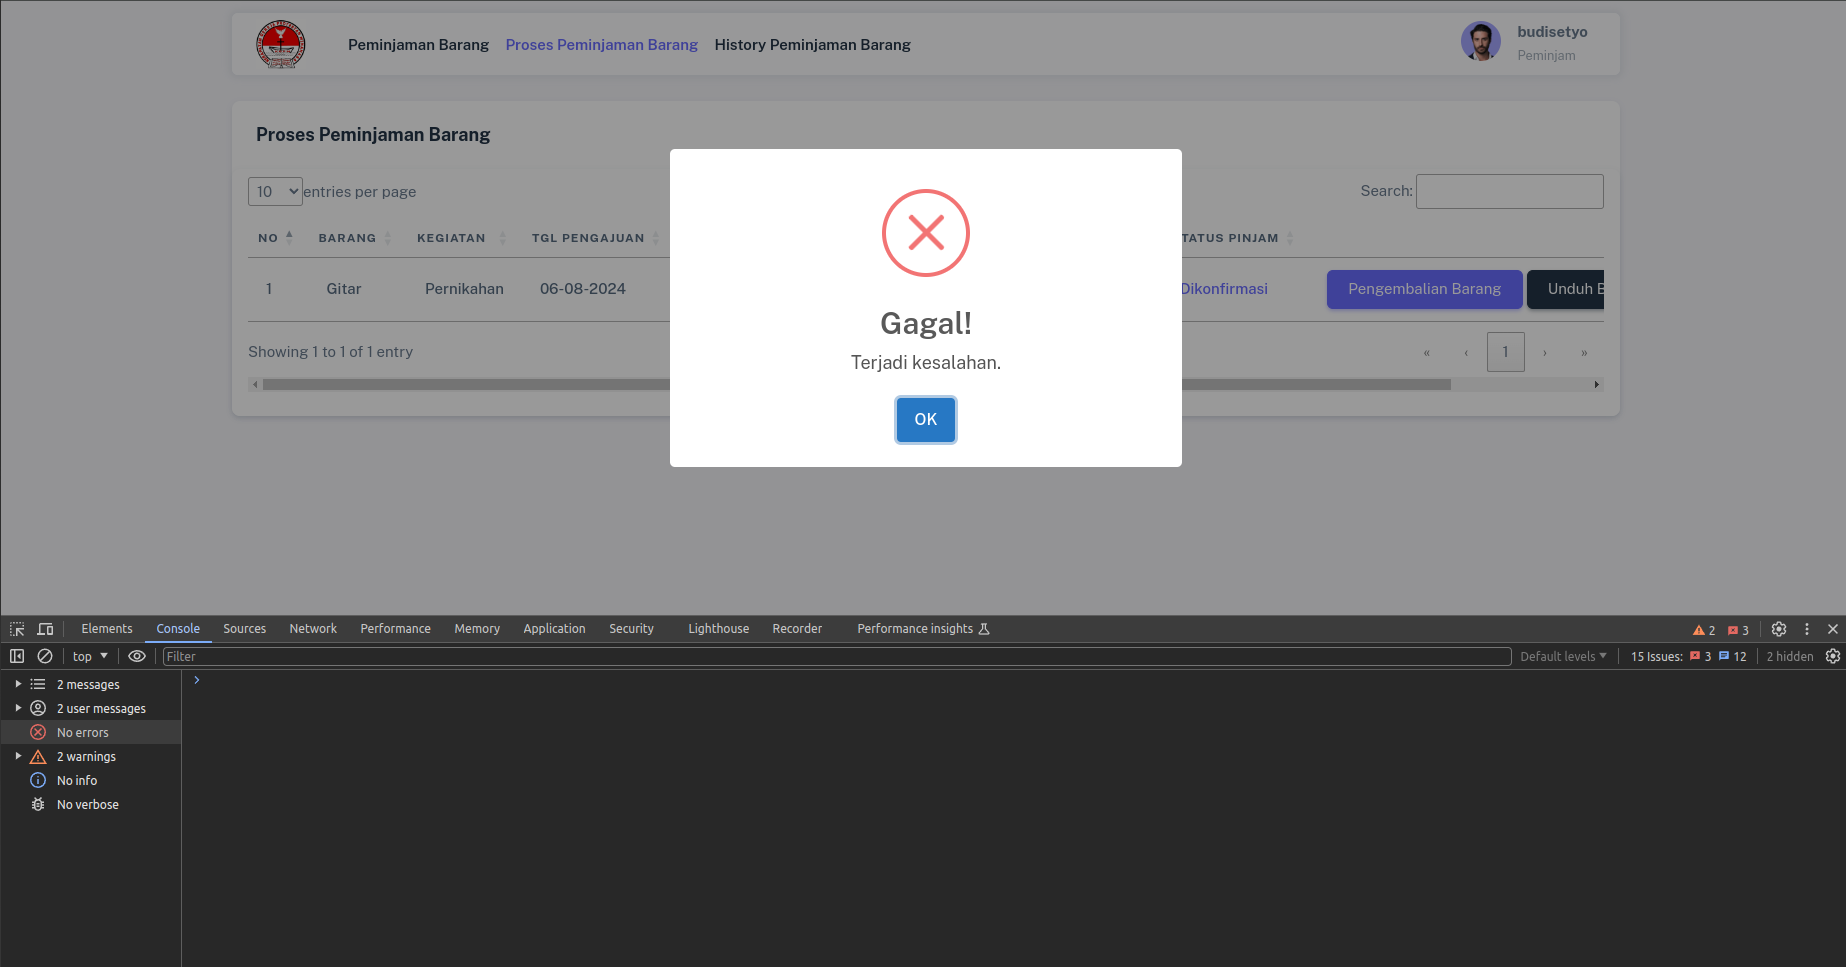 Peminjaman Barang Proses Peminjaman Barang History Peminjaman Barang
budisetyo
Peminjam
Proses Peminjaman Barang
10 entries per page
Search:
NO BARANG KEGIATAN TGL PENGAJUAN TATUS PINJAM
1 Gitar Pernikahan 06-08-2024 Dikonfirmasi Pengembalian Barang Unduh B
Showing 1 to 1 of 1 entry
« ‹ 1 › »
Gagal!
Terjadi kesalahan.
OK
Elements Console Sources Network Performance Memory Application Security Lighthouse Recorder Performance insights 2 3
top Filter Default levels 15 Issues: 3 12 2 hidden
2 messages
2 user messages
No errors
2 warnings
No info
No verbose